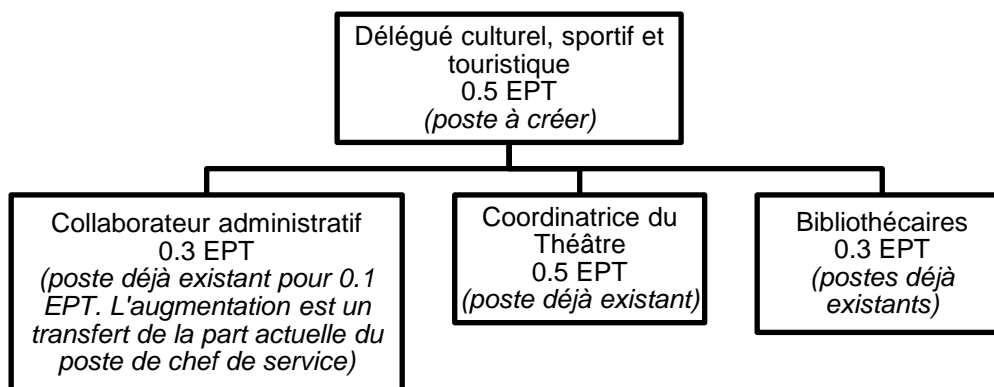 Délégué culturel, sportif et
touristique
0.5 EPT
(poste à créer)
Collaborateur administratif
0.3 EPT
(poste déjà existant pour 0.1
EPT. L'augmentation est un
transfert de la part actuelle du
poste de chef de service)
Coordinatrice du
Théâtre
0.5 EPT
(poste déjà existant)
Bibliothécaires
0.3 EPT
(postes déjà
existants)